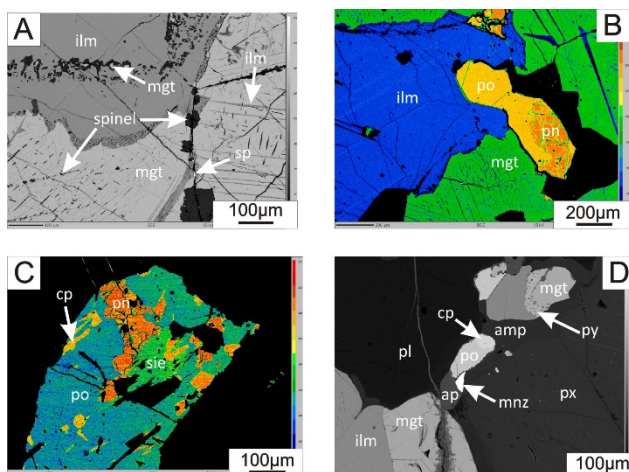 A
ilm
mgt
ilm
spinel
mgt
sp
100µm
B
po
ilm
pn
mgt
200µm
C
cp
pn
sie
po
100µm
D
mgt
cp
amp
po
py
pl
ap
mnz
px
mgt
ilm
100µm